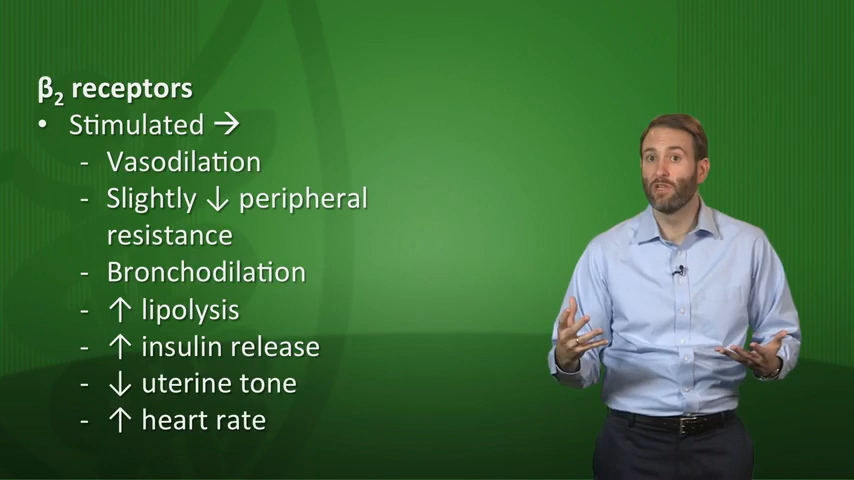 β₂ receptors
• Stimulated →
- Vasodilation
- Slightly ↓ peripheral
resistance
- Bronchodilation
- ↑ lipolysis
- ↑ insulin release
- ↓ uterine tone
- ↑ heart rate